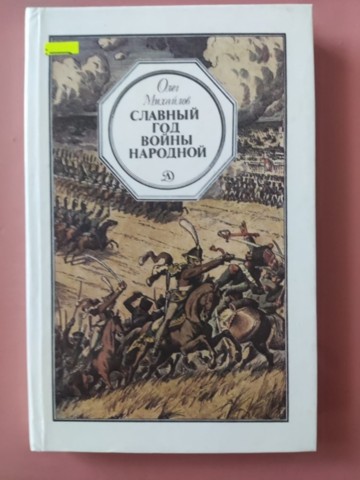 Олег
Михайлов
СЛАВНЫЙ
ГОД
ВОЙНЫ
НАРОДНОЙ